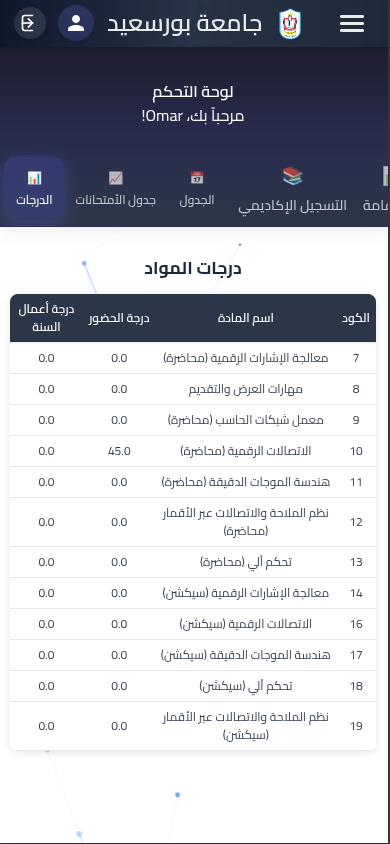 جامعة بورسعيد
لوحة التحكم
مرحباً بك، Omar!
التسجيل الإكاديمي
الجدول
جدول الأمتحانات
الدرجات
درجات المواد
الكود اسم المادة درجة الحضور درجة أعمال السنة
7 معالجة الإشارات الرقمية (محاضرة) 0.0 0.0
8 مهارات العرض والتقديم 0.0 0.0
9 معمل شبكات الحاسب (محاضرة) 0.0 0.0
10 الاتصالات الرقمية (محاضرة) 45.0 0.0
11 هندسة الموجات الدقيقة (محاضرة) 0.0 0.0
12 نظم الملاحة والاتصالات عبر الأقمار (محاضرة) 0.0 0.0
13 تحكم آلي (محاضرة) 0.0 0.0
14 معالجة الإشارات الرقمية (سيكشن) 0.0 0.0
16 الاتصالات الرقمية (سيكشن) 0.0 0.0
17 هندسة الموجات الدقيقة (سيكشن) 0.0 0.0
18 تحكم آلي (سيكشن) 0.0 0.0
19 نظم الملاحة والاتصالات عبر الأقمار (سيكشن) 0.0 0.0